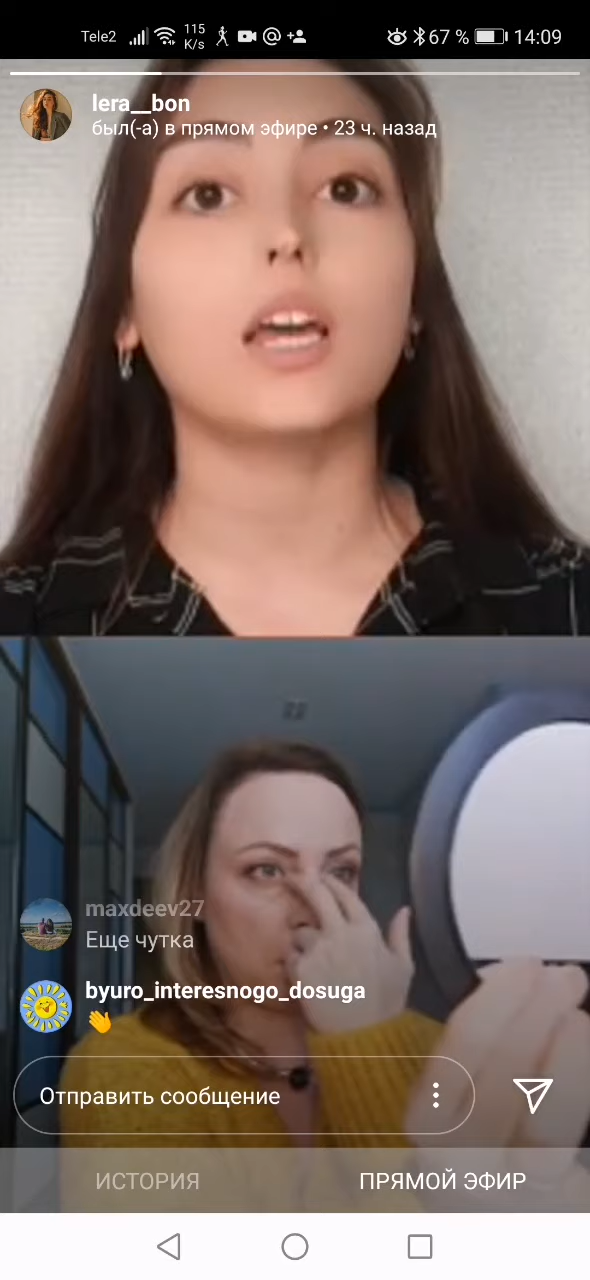 Tele2 115 K/s 67 % 14:09
lera__bon
был(-а) в прямом эфире • 23 ч. назад
maxdeev27
Еще чутка
byuro_interesnogo_dosuga
👋
Отправить сообщение
ИСТОРИЯ ПРЯМОЙ ЭФИР